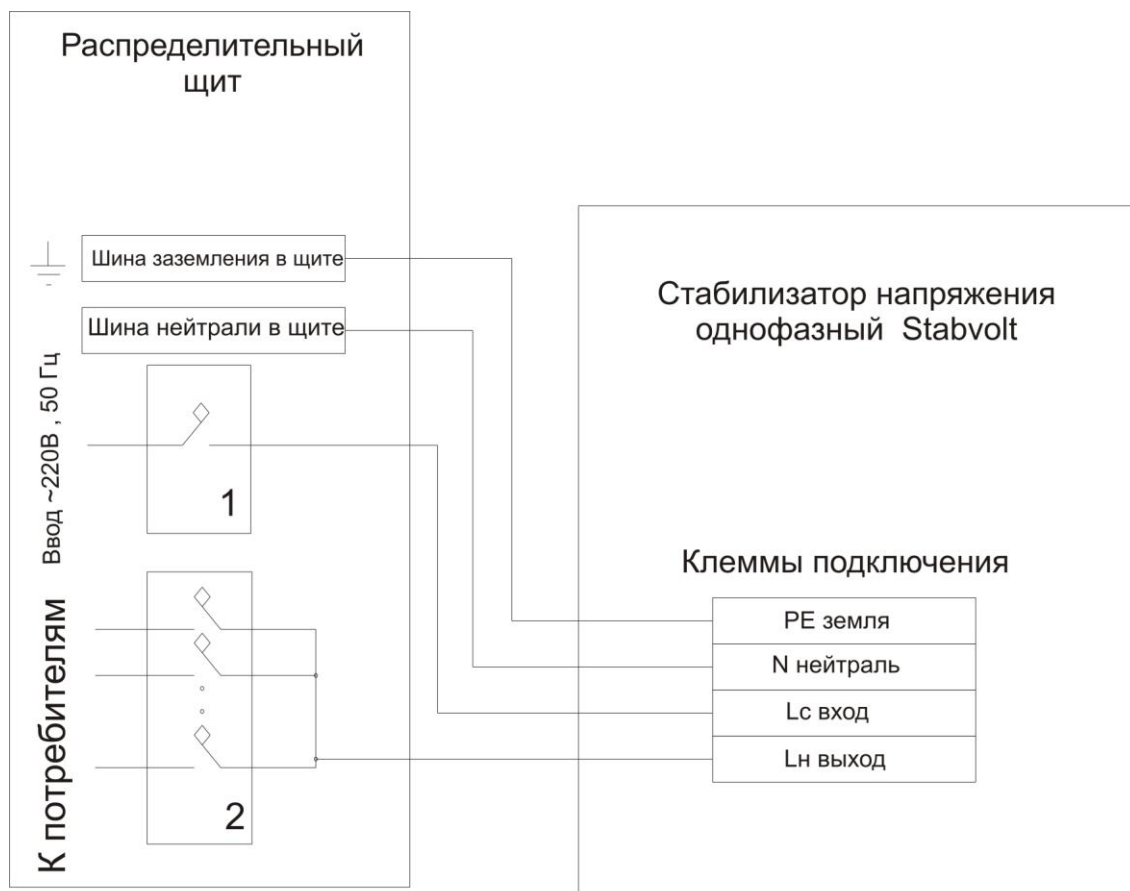 Распределительный
щит
Шина заземления в щите
Шина нейтрали в щите
Ввод ~220В , 50 Гц
1
К потребителям
2
Стабилизатор напряжения
однофазный Stabvolt
Клеммы подключения
PE земля
N нейтраль
Lс вход
Lн выход